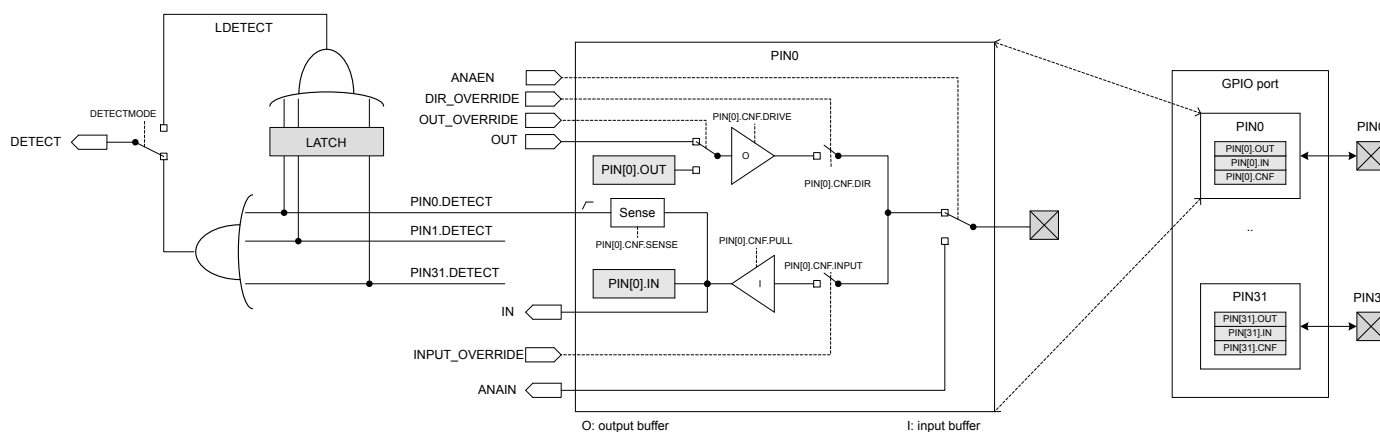 LDETECT
PIN0
ANAEN
GPIO port
DIR_OVERRIDE
DETECTMODE
OUT_OVERRIDE
PIN[0].CNF.DRIVE
PIN0
DETECT
LATCH
OUT
O
PIN[0].OUT
PIN[0].OUT
PIN[0].IN
PIN[0].CNF
PIN[0].CNF.DIR
PIN0.DETECT
Sense
PIN1.DETECT
PIN[0].CNF.SENSE
PIN[0].CNF.PULL
..
PIN31.DETECT
PIN[0].IN
I
PIN[0].CNF.INPUT
PIN31
IN
PIN[31].OUT
PIN[31].IN
PIN[31].CNF
INPUT_OVERRIDE
ANAIN
O: output buffer
I: input buffer